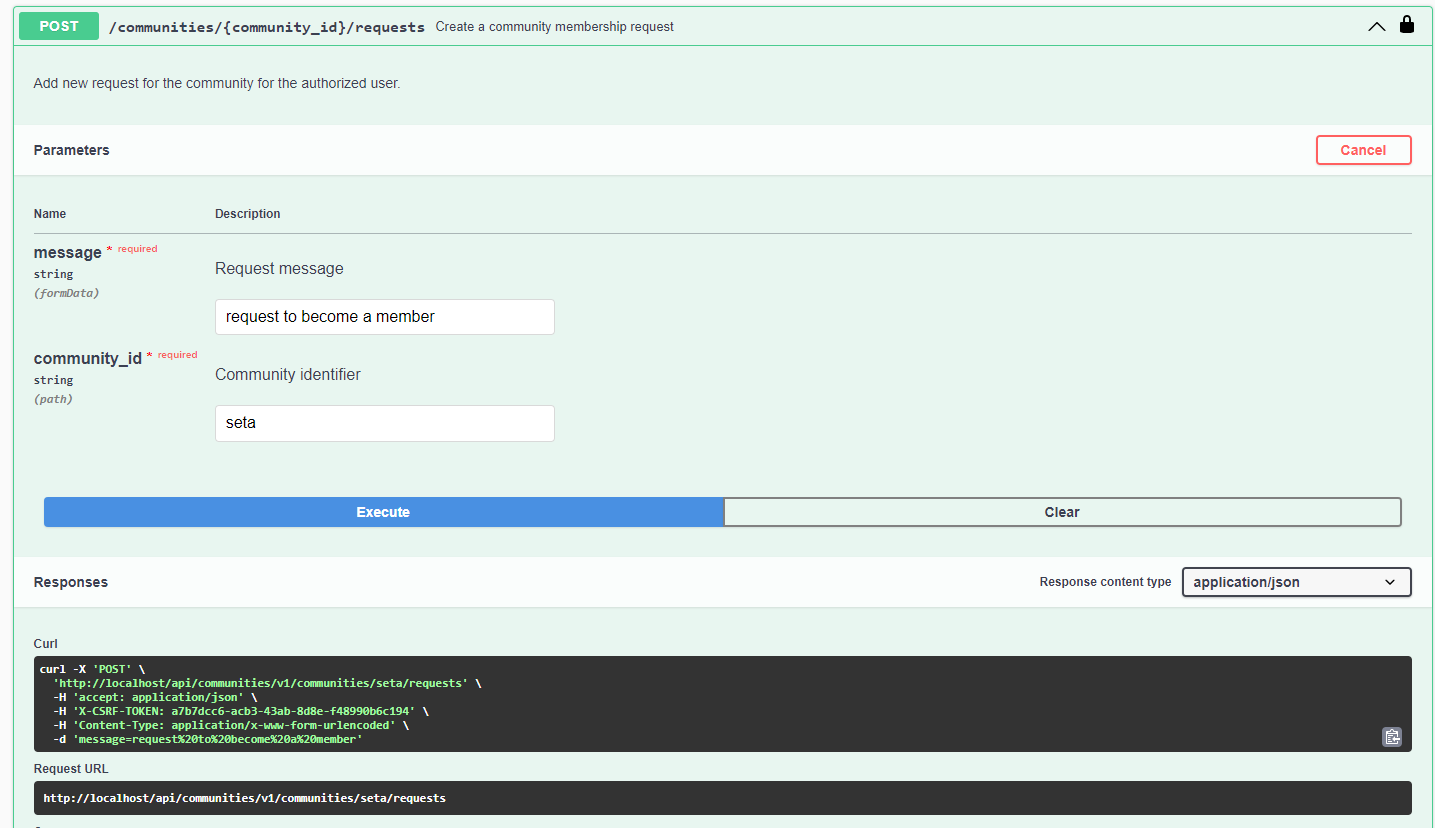 POST /communities/{community_id}/requests Create a community membership request
Add new request for the community for the authorized user.
Parameters
Cancel
Name Description
message * required
string
(formData)
Request message
request to become a member
community_id * required
string
(path)
Community identifier
seta
Execute Clear
Responses
Response content type application/json
Curl
curl -X 'POST' \
'http://localhost/api/communities/v1/communities/seta/requests' \
-H 'accept: application/json' \
-H 'X-CSRF-TOKEN: a7b7dcc6-acb3-43ab-8d8e-f48990b6c194' \
-H 'Content-Type: application/x-www-form-urlencoded' \
-d 'message=request%20to%20become%20a%20member'
Request URL
http://localhost/api/communities/v1/communities/seta/requests